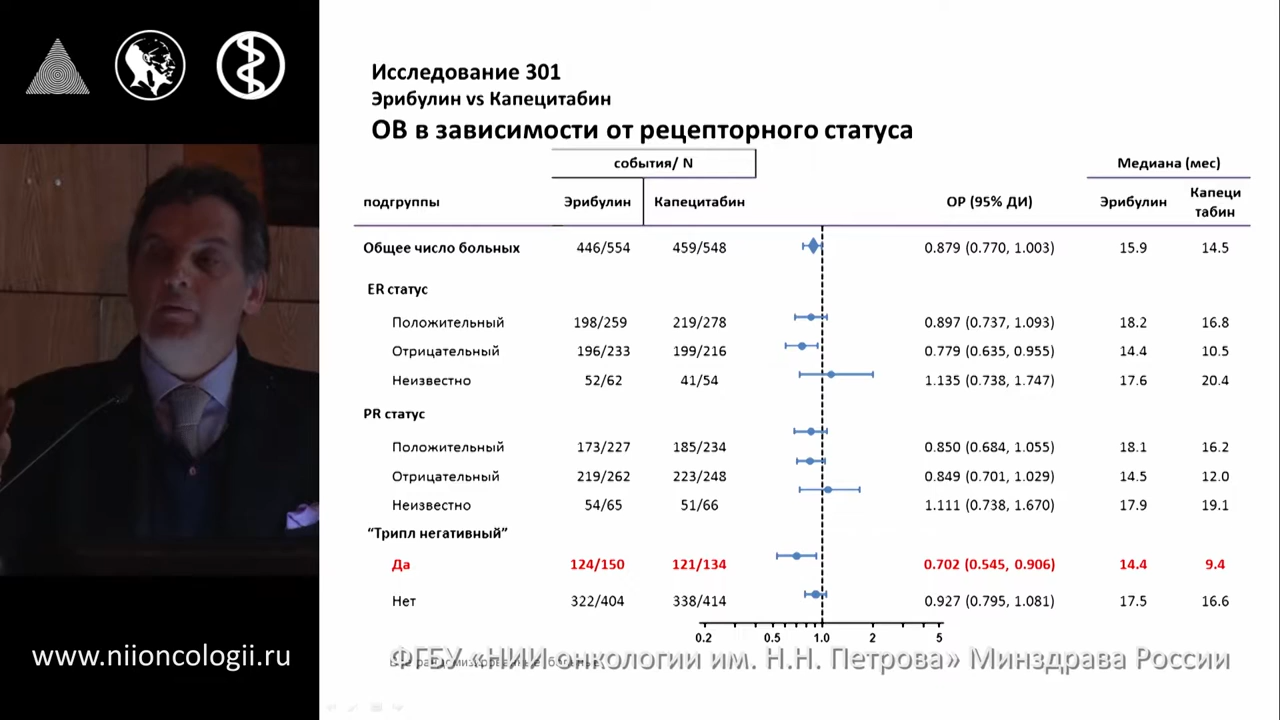 Исследование 301
Эрибулин vs Капецитабин
ОВ в зависимости от рецепторного статуса
события/ N
Медиана (мес)
подгруппы Эрибулин Капецитабин ОР (95% ДИ) Эрибулин Капеци
табин
Общее число больных 446/554 459/548 0.879 (0.770, 1.003) 15.9 14.5
ER статус
Положительный 198/259 219/278 0.897 (0.737, 1.093) 18.2 16.8
Отрицательный 196/233 199/216 0.779 (0.635, 0.955) 14.4 10.5
Неизвестно 52/62 41/54 1.135 (0.738, 1.747) 17.6 20.4
PR статус
Положительный 173/227 185/234 0.850 (0.684, 1.055) 18.1 16.2
Отрицательный 219/262 223/248 0.849 (0.701, 1.029) 14.5 12.0
Неизвестно 54/65 51/66 1.111 (0.738, 1.670) 17.9 19.1
“Трипл негативный”
Да 124/150 121/134 0.702 (0.545, 0.906) 14.4 9.4
Нет 322/404 338/414 0.927 (0.795, 1.081) 17.5 16.6
0.2 0.5 1.0 2 5
www.niioncologii.ru
ФГБУ «НИИ онкологии им. Н.Н. Петрова» Минздрава России